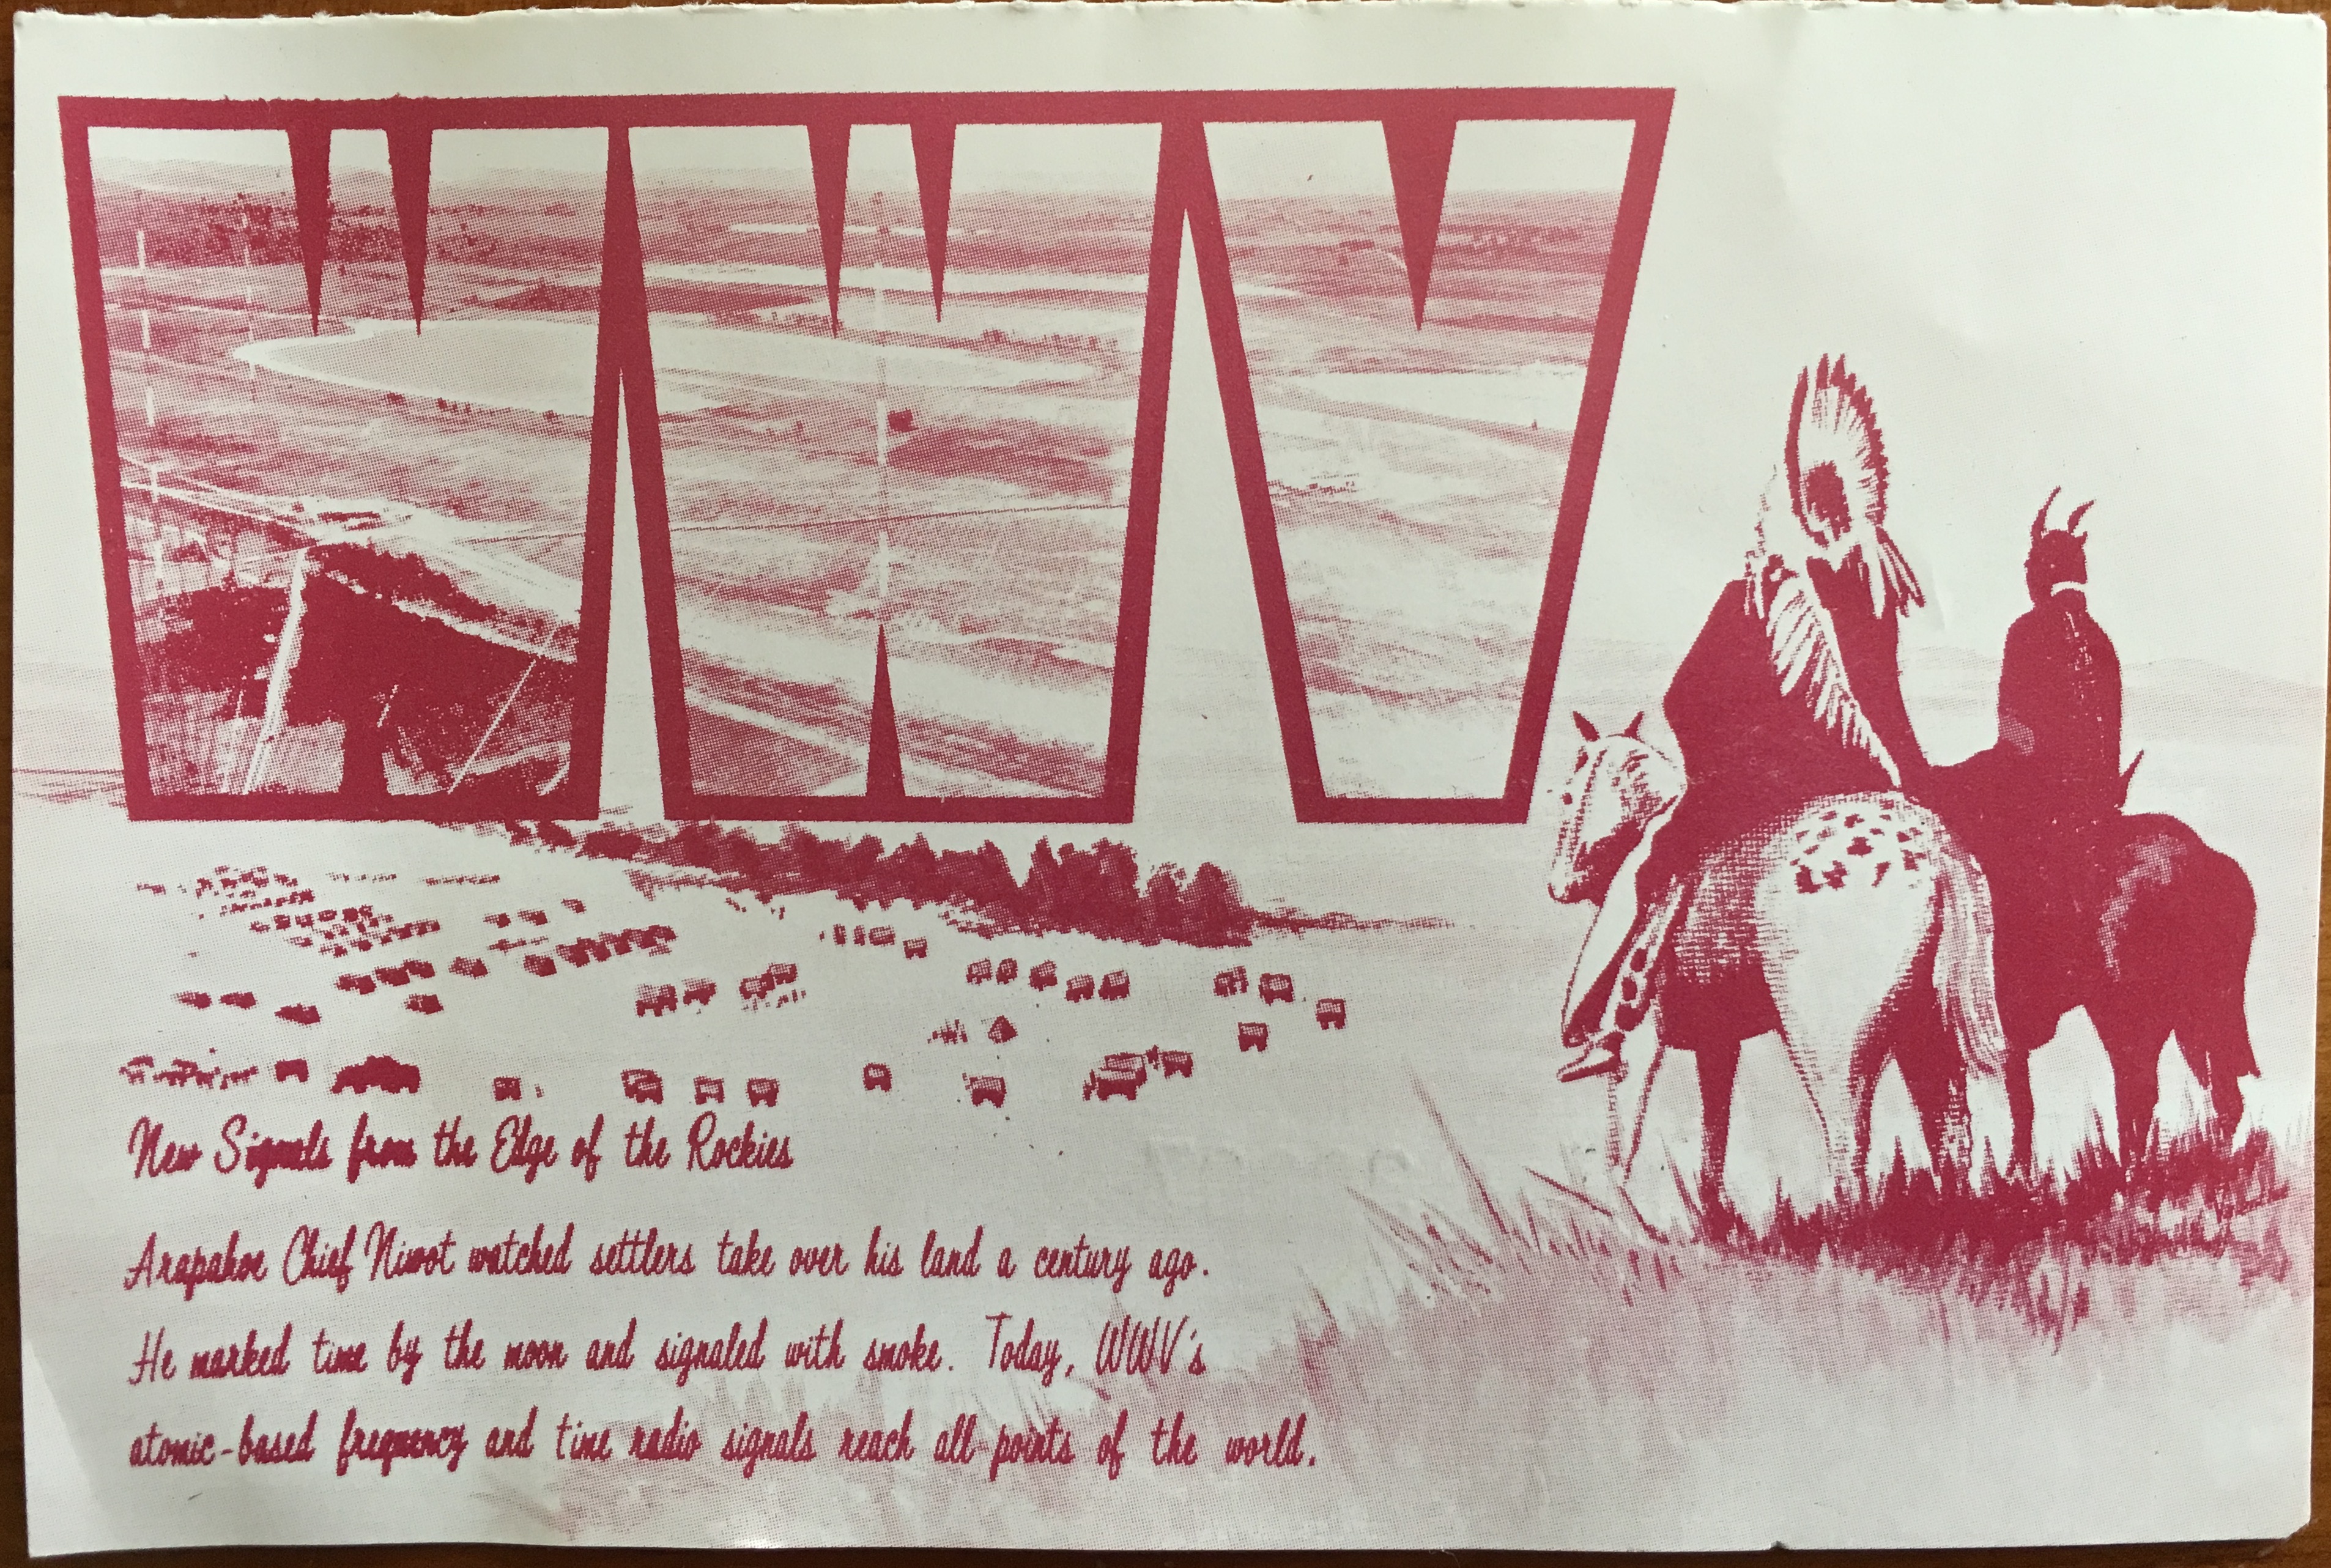 WWV
New Signals from the Edge of the Rockies
Arapahoe Chief Niwot watched settlers take over his land a century ago.
He marked time by the moon and signaled with smoke. Today, WWV's
atomic-based frequency and time radio signals reach all points of the world.